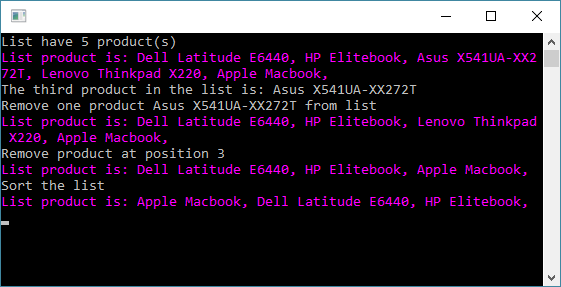 List have 5 product(s)
List product is: Dell Latitude E6440, HP Elitebook, Asus X541UA-XX2
72T, Lenovo Thinkpad X220, Apple Macbook,
The third product in the list is: Asus X541UA-XX272T
Remove one product Asus X541UA-XX272T from list
List product is: Dell Latitude E6440, HP Elitebook, Lenovo Thinkpad
 X220, Apple Macbook,
Remove product at position 3
List product is: Dell Latitude E6440, HP Elitebook, Apple Macbook,
Sort the list
List product is: Apple Macbook, Dell Latitude E6440, HP Elitebook,